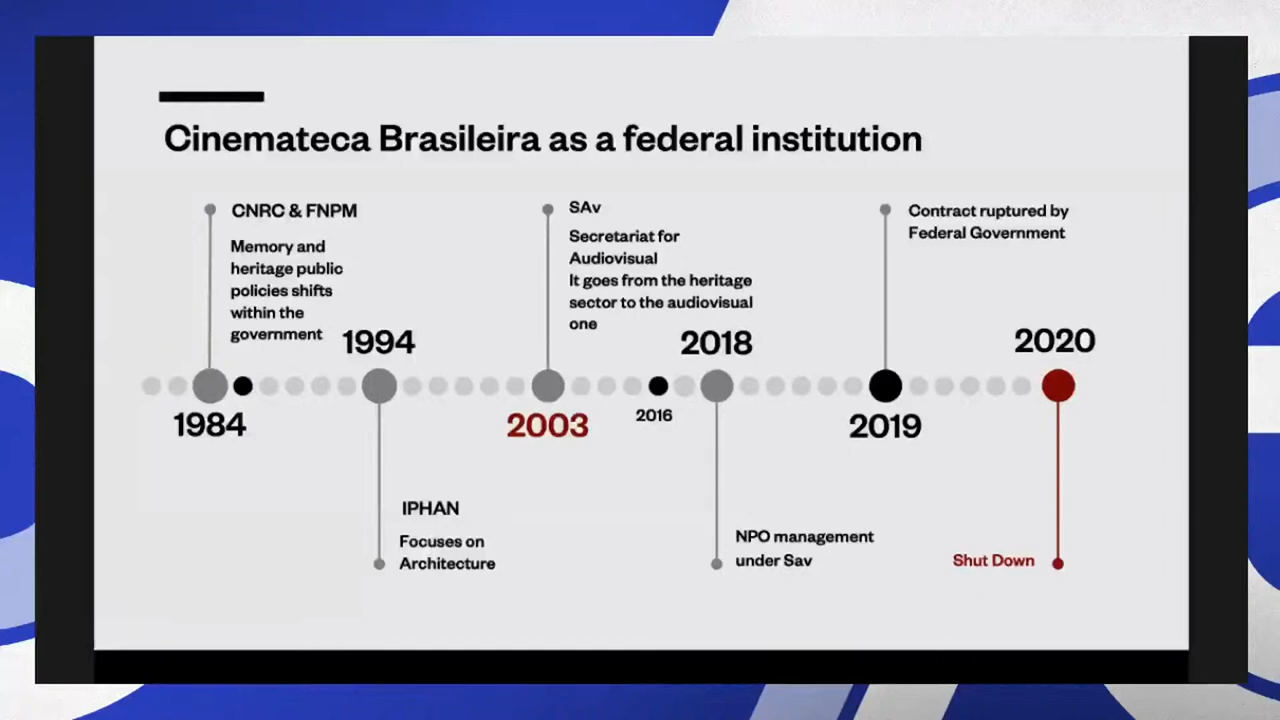 Cinemateca Brasileira as a federal institution
CNRC & FNPM
Memory and
heritage public
policies shifts
within the
government
1994
SAv
Secretariat for
Audiovisual
It goes from the heritage
sector to the audiovisual
one
2018
Contract ruptured by
Federal Government
2020
1984
2003
2016
2019
IPHAN
Focuses on
Architecture
NPO management
under Sav
Shut Down